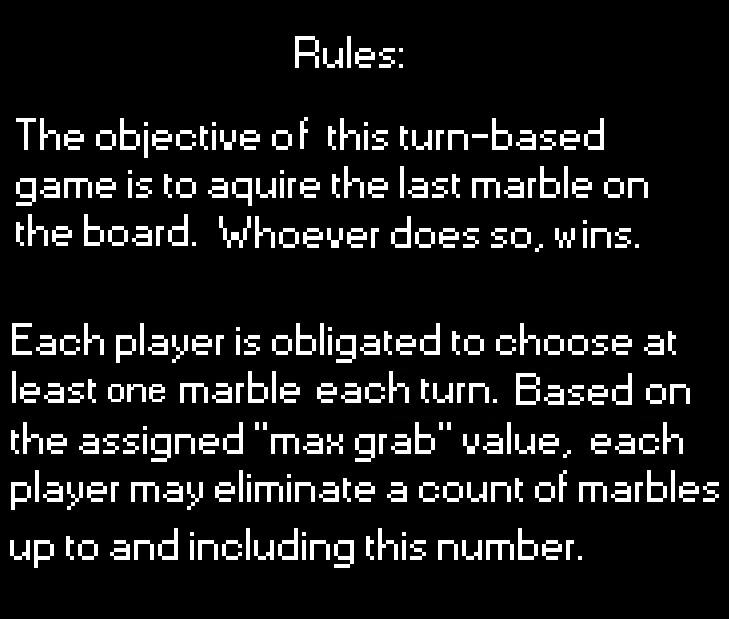 Rules:
The objective of this turn-based
game is to aquire the last marble on
the board. Whoever does so, wins.
Each player is obligated to choose at
least one marble each turn. Based on
the assigned "max grab" value, each
player may eliminate a count of marbles
up to and including this number.